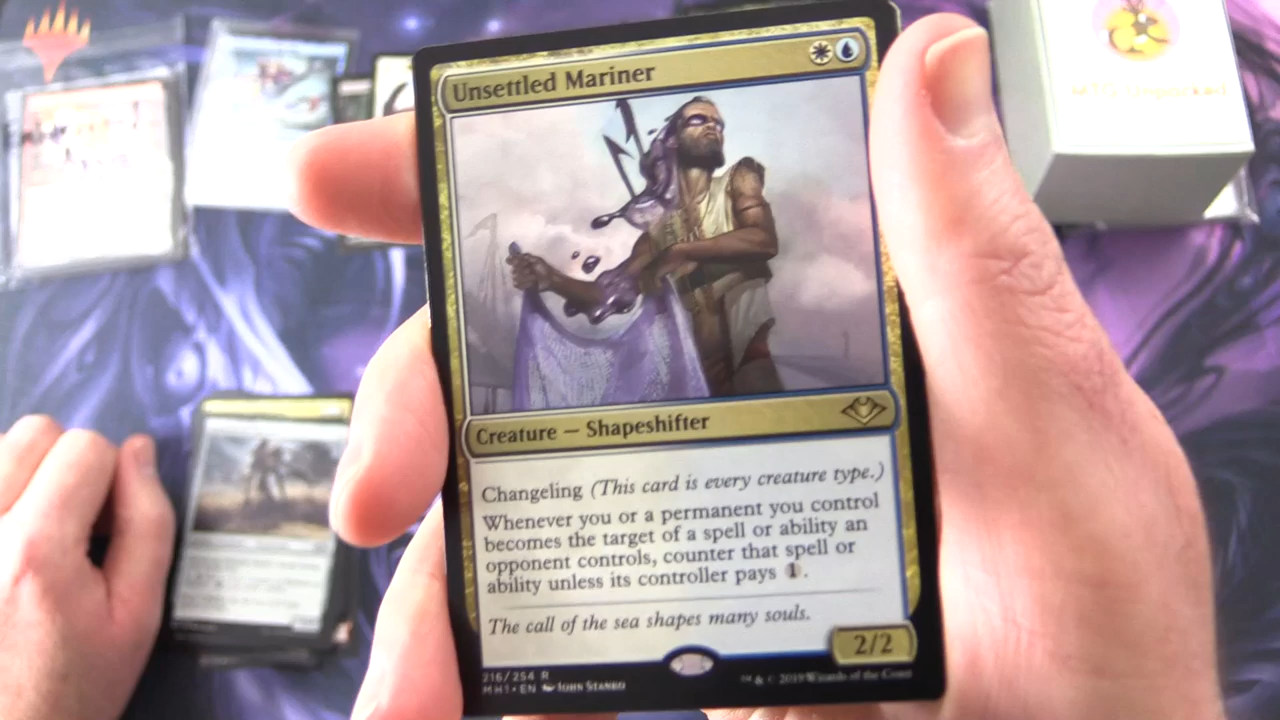 Unsettled Mariner
Creature — Shapeshifter
Changeling (This card is every creature type.)
Whenever you or a permanent you control
becomes the target of a spell or ability an
opponent controls, counter that spell or
ability unless its controller pays 1.
The call of the sea shapes many souls.
2/2
216/254 R
MH1 • EN John Stanko
™ & © 2019 Wizards of the Coast